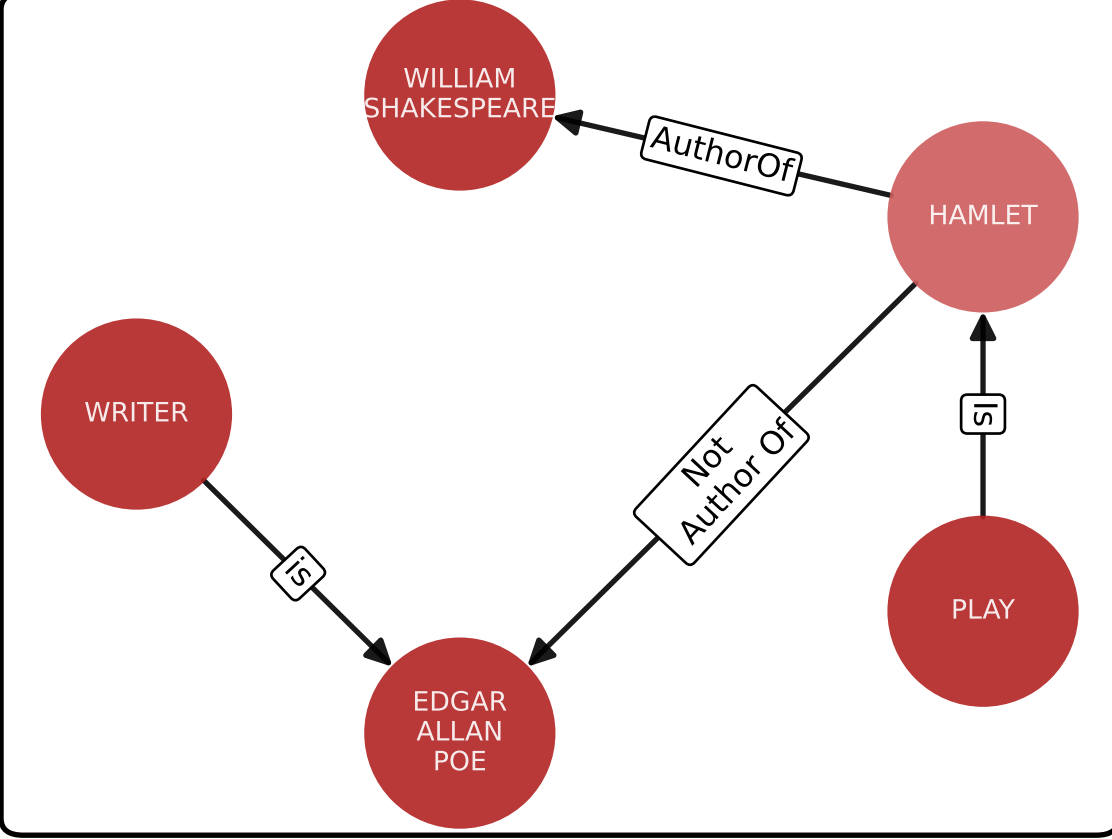 WILLIAM
SHAKESPEARE
AuthorOf
HAMLET
WRITER
Not
Author Of
Is
is
PLAY
EDGAR
ALLAN
POE